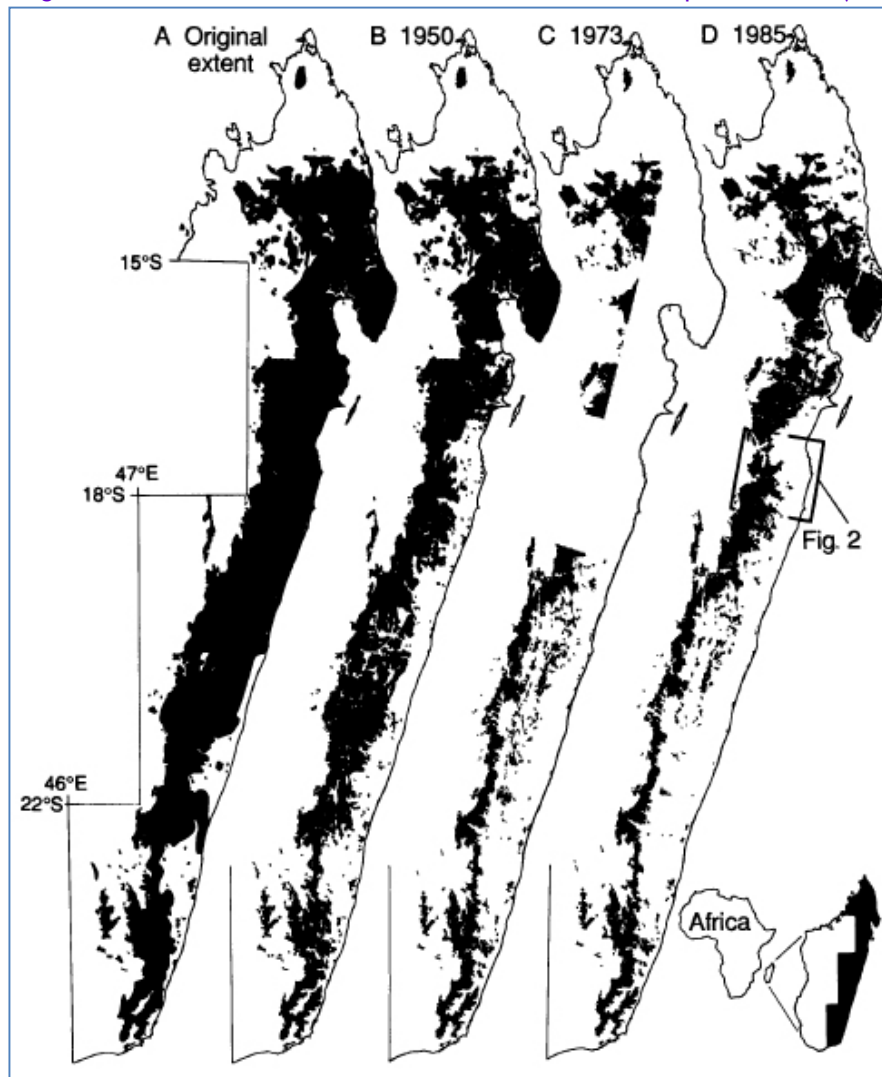 A Original
extent
B 1950
C 1973
D 1985
15°S
47°E
18°S
Fig. 2
46°E
22°S
Africa